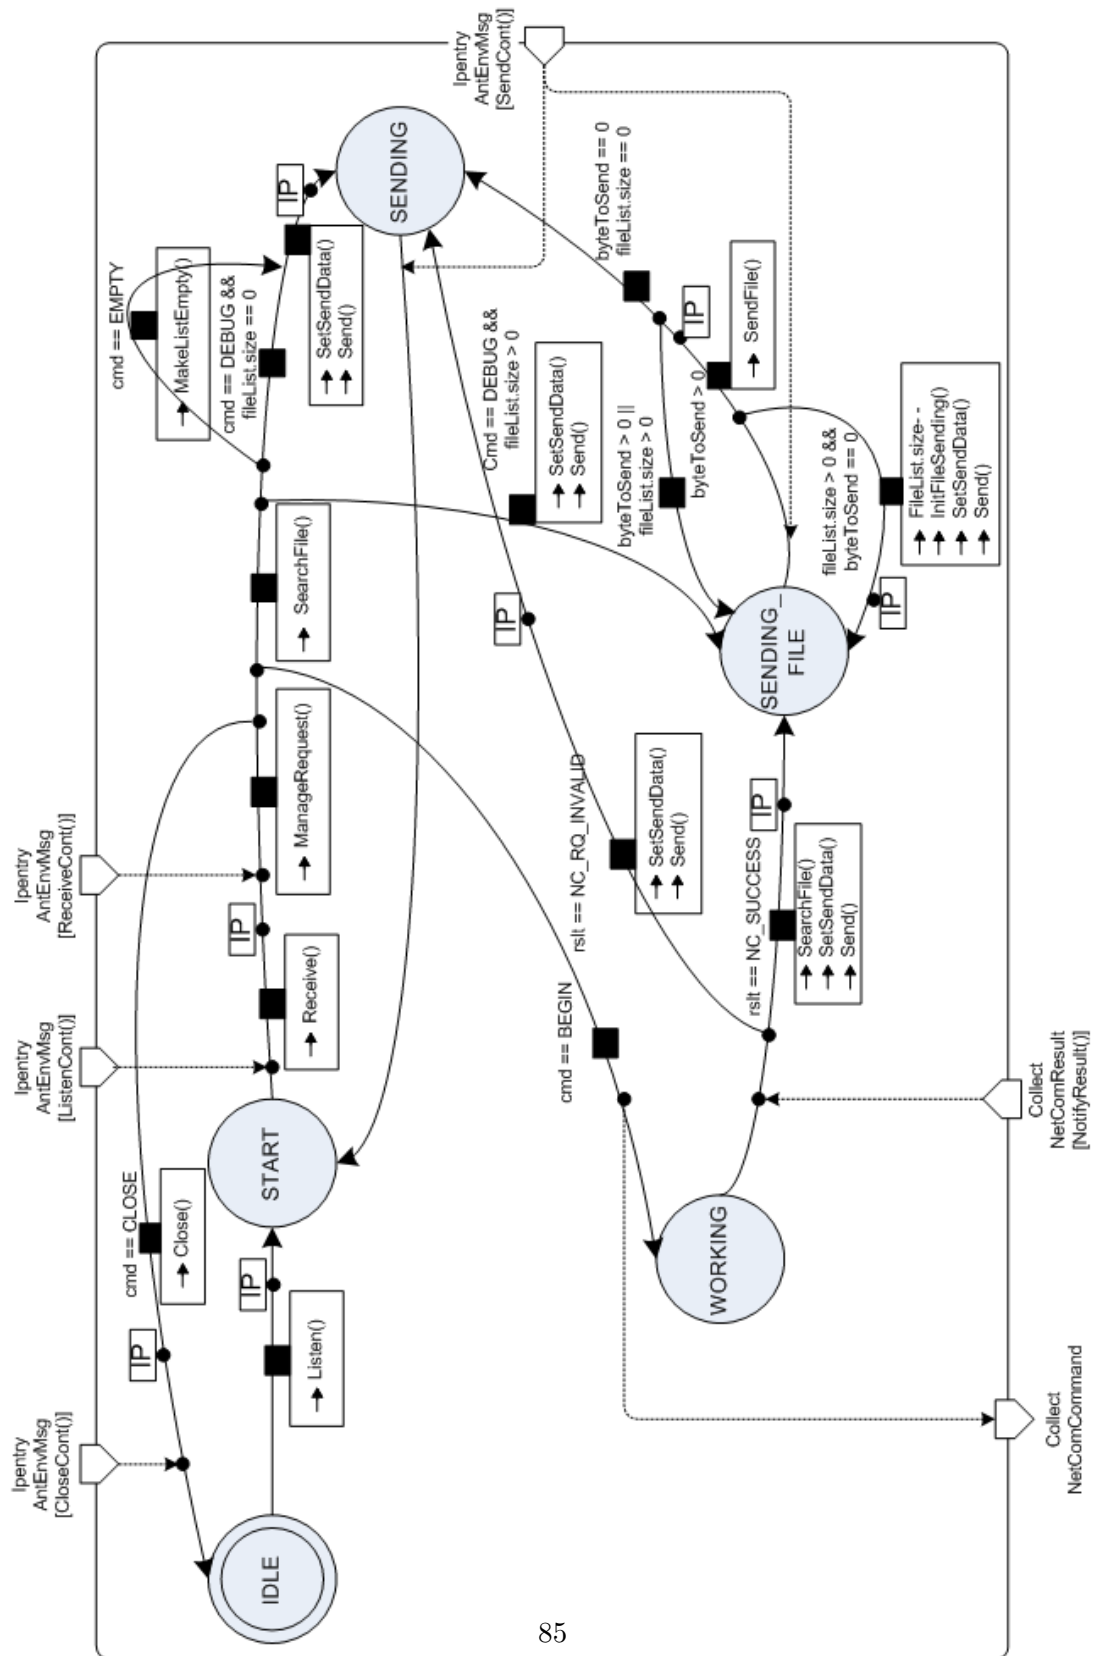 Ipentry
AntEnvMsg
[CloseCont()]
Ipentry
AntEnvMsg
[ListenCont()]
Ipentry
AntEnvMsg
[ReceiveCont()]
cmd == EMPTY
MakeListEmpty()
cmd == CLOSE
Close()
IP
IDLE
Listen()
IP
START
Receive()
IP
ManageRequest()
SearchFile()
cmd == DEBUG &&
fileList.size == 0
SetSendData()
Send()
IP
SENDING
Ipentry
AntEnvMsg
[SendCont()]
cmd == BEGIN
rslt == NC_RQ_INVALID
SetSendData()
Send()
IP
Cmd == DEBUG &&
fileList.size > 0
SetSendData()
Send()
byteToSend == 0
fileList.size == 0
byteToSend > 0 ||
fileList.size > 0
byteToSend > 0
IP
SendFile()
WORKING
rslt == NC_SUCCESS
SearchFile()
SetSendData()
Send()
IP
SENDING_
FILE
fileList.size > 0 &&
byteToSend == 0
IP
FileList.size- -
InitFileSending()
SetSendData()
Send()
Collect
NetComCommand
Collect
NetComResult
[NotifyResult()]
85